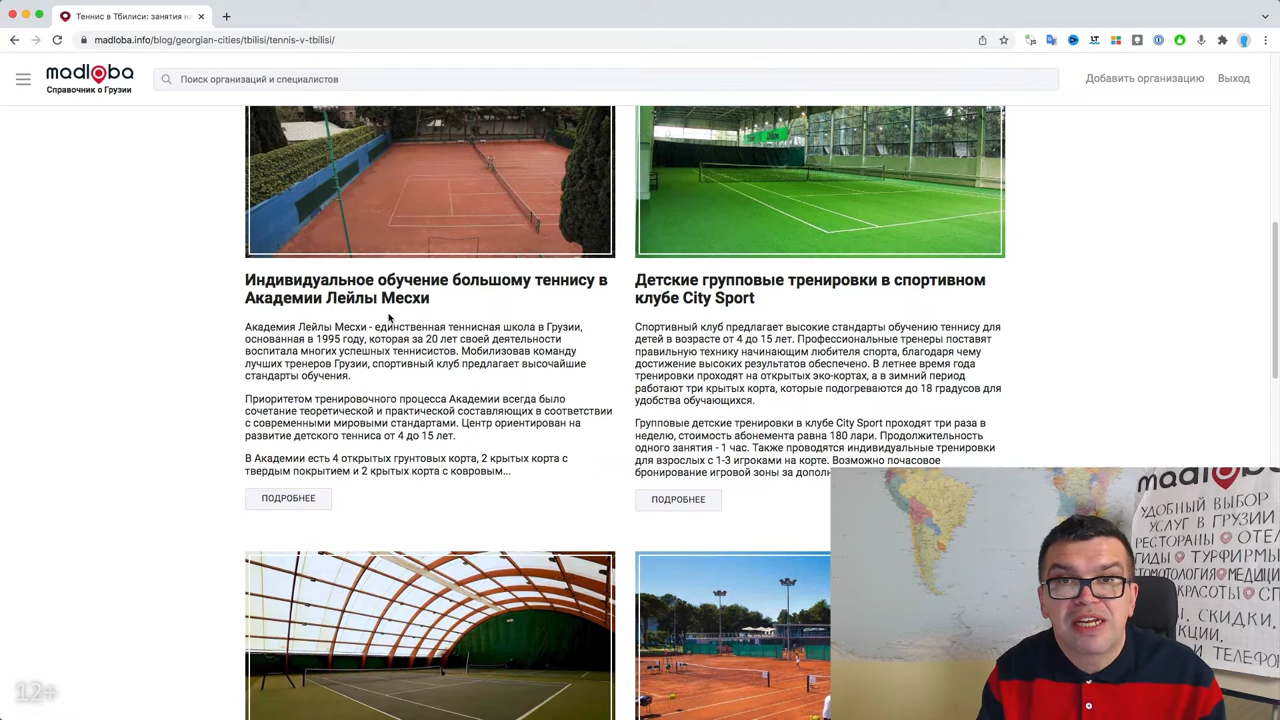 Теннис в Тбилиси: занятия на
madloba.info/blog/georgian-cities/tbilisi/tennis-v-tbilisi/
madloba
Справочник о Грузии
Поиск организаций и специалистов
Добавить организацию
Выход
Индивидуальное обучение большому теннису в
Академии Лейлы Месхи
Академия Лейлы Месхи - единственная теннисная школа в Грузии,
основанная в 1995 году, которая за 20 лет своей деятельности
воспитала многих успешных теннисистов. Мобилизовав команду
лучших тренеров Грузии, спортивный клуб предлагает высочайшие
стандарты обучения.
Приоритетом тренировочного процесса Академии всегда было
сочетание теоретической и практической составляющих в соответствии
с современными мировыми стандартами. Центр ориентирован на
развитие детского тенниса от 4 до 15 лет.
В Академии есть 4 открытых грунтовых корта, 2 крытых корта с
твердым покрытием и 2 крытых корта с ковровым...
ПОДРОБНЕЕ
Детские групповые тренировки в спортивном
клубе City Sport
Спортивный клуб предлагает высокие стандарты обучению теннису для
детей в возрасте от 4 до 15 лет. Профессиональные тренеры поставят
правильную технику начинающим любителя спорта, благодаря чему
достижение высоких результатов обеспечено. В летнее время года
тренировки проходят на открытых эко-кортах, а в зимний период
работают три крытых корта, которые подогреваются до 18 градусов для
удобства обучающихся.
Групповые детские тренировки в клубе City Sport проходят три раза в
неделю, стоимость абонемента равна 180 лари. Продолжительность
одного занятия - 1 час. Также проводятся индивидуальные тренировки
для взрослых с 1-3 игроками на корте. Возможно почасовое
бронирование игровой зоны за дополн
ПОДРОБНЕЕ
madloba
УДОБНЫЙ ВЫБОР
УСЛУГ В ГРУЗИИ
РЕСТОРАНЫ ОТЕЛ
ГИДЫ ТУРФИРМЫ
МЕДИЦИ
КРАСОТЫ СП
СКИДКИ,
КЦИИ,
ТЕЛЕФО
12+